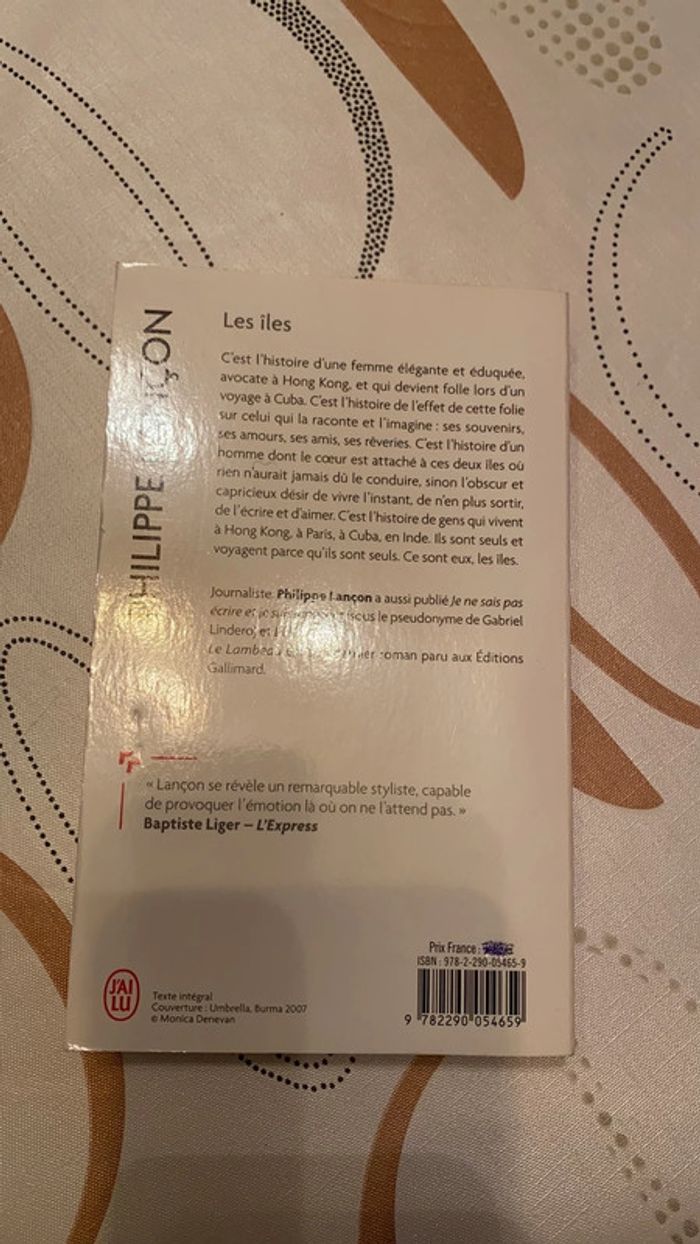 Les îles
C'est l'histoire d'une femme élégante et éduquée,
avocate à Hong Kong, et qui devient folle lors d'un
voyage à Cuba. C'est l'histoire de l'effet de cette folie
sur celui qui la raconte et l'imagine : ses souvenirs,
ses amours, ses amis, ses rêveries. C'est l'histoire d'un
homme dont le cœur est attaché à ces deux îles où
rien n'aurait jamais dû le conduire, sinon l'obscur et
capricieux désir de vivre l'instant, de n'en plus sortir,
de l'écrire et d'aimer. C'est l'histoire de gens qui vivent
à Hong Kong, à Paris, à Cuba, en Inde. Ils sont seuls et
voyagent parce qu'ils sont seuls. Ce sont eux, les îles.
Journaliste, Philippe Lançon a aussi publié Je ne sais pas
écrire et je suis (sous le pseudonyme de Gabriel
Lindero) et
Le Lambeau roman paru aux Éditions
Gallimard.
« Lançon se révèle un remarquable styliste, capable
de provoquer l'émotion là où on ne l'attend pas. »
Baptiste Liger – L'Express
PHILIPPE LANÇON
Prix France :
ISBN : 978-2-290-05465-9
9 782290 054659
J'AI
LU
Texte intégral
Couverture : Umbrella, Burma 2007
© Monica Denevan